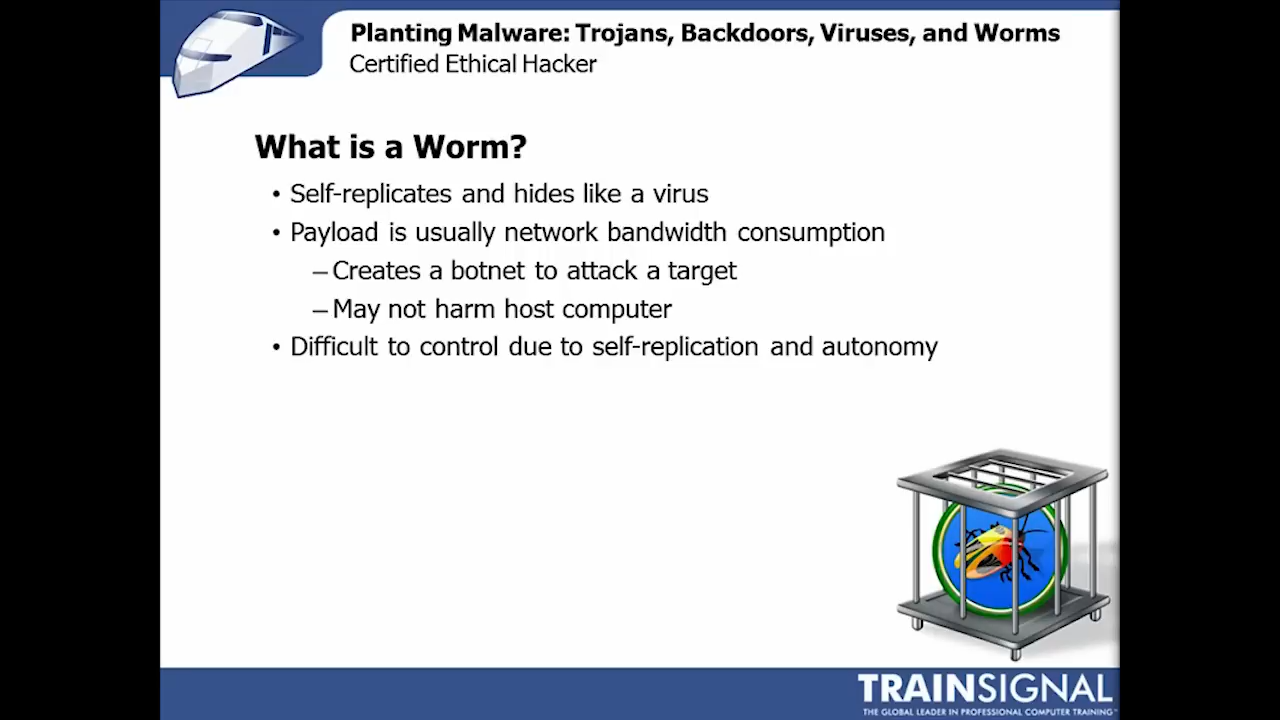 Planting Malware: Trojans, Backdoors, Viruses, and Worms
Certified Ethical Hacker
What is a Worm?
• Self-replicates and hides like a virus
• Payload is usually network bandwidth consumption
– Creates a botnet to attack a target
– May not harm host computer
• Difficult to control due to self-replication and autonomy
TRAINSIGNAL
THE GLOBAL LEADER IN PROFESSIONAL COMPUTER TRAINING